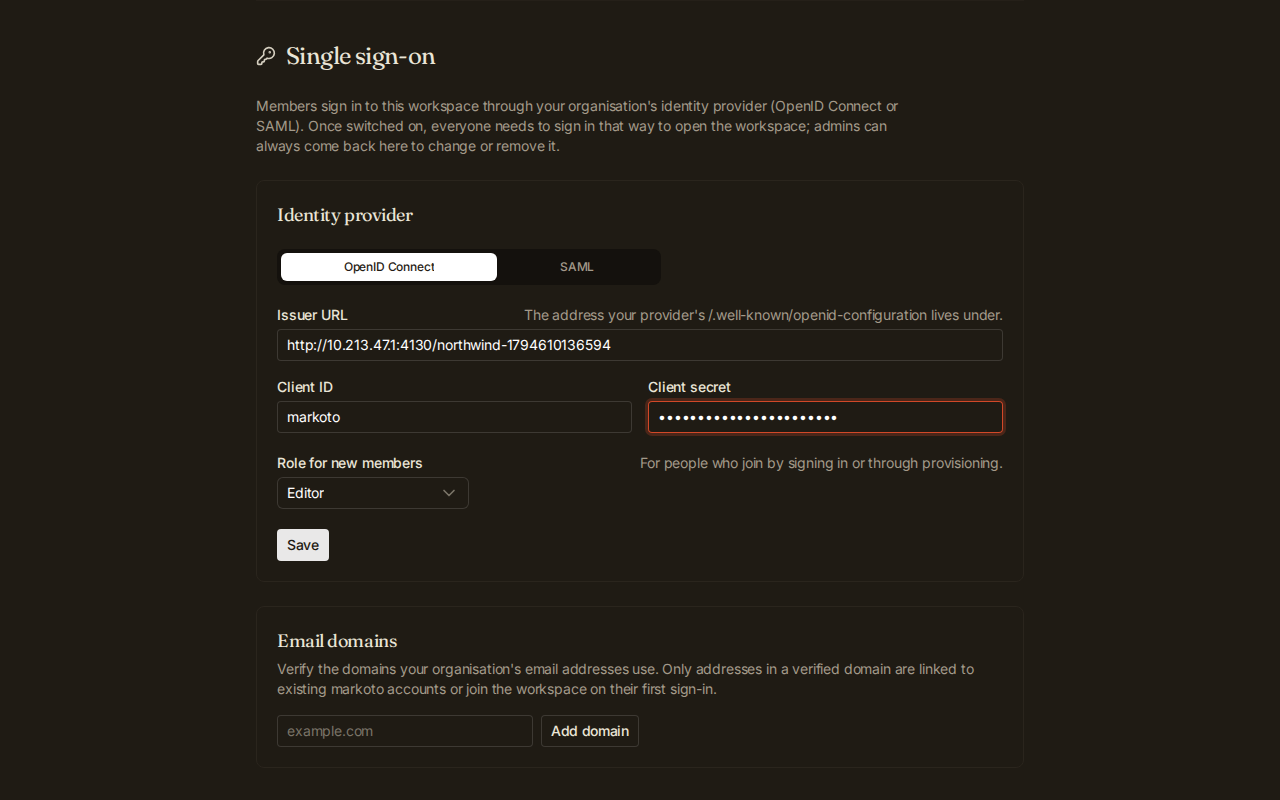 Single sign-on
Members sign in to this workspace through your organisation's identity provider (OpenID Connect or
SAML). Once switched on, everyone needs to sign in that way to open the workspace; admins can
always come back here to change or remove it.
Identity provider
OpenID Connect
SAML
Issuer URL
The address your provider's /.well-known/openid-configuration lives under.
http://10.213.47.1:4130/northwind-1794610136594
Client ID
Client secret
markoto
•••••••••••••••••••••••
Role for new members
For people who join by signing in or through provisioning.
Editor
Save
Email domains
Verify the domains your organisation's email addresses use. Only addresses in a verified domain are linked to
existing markoto accounts or join the workspace on their first sign-in.
example.com
Add domain